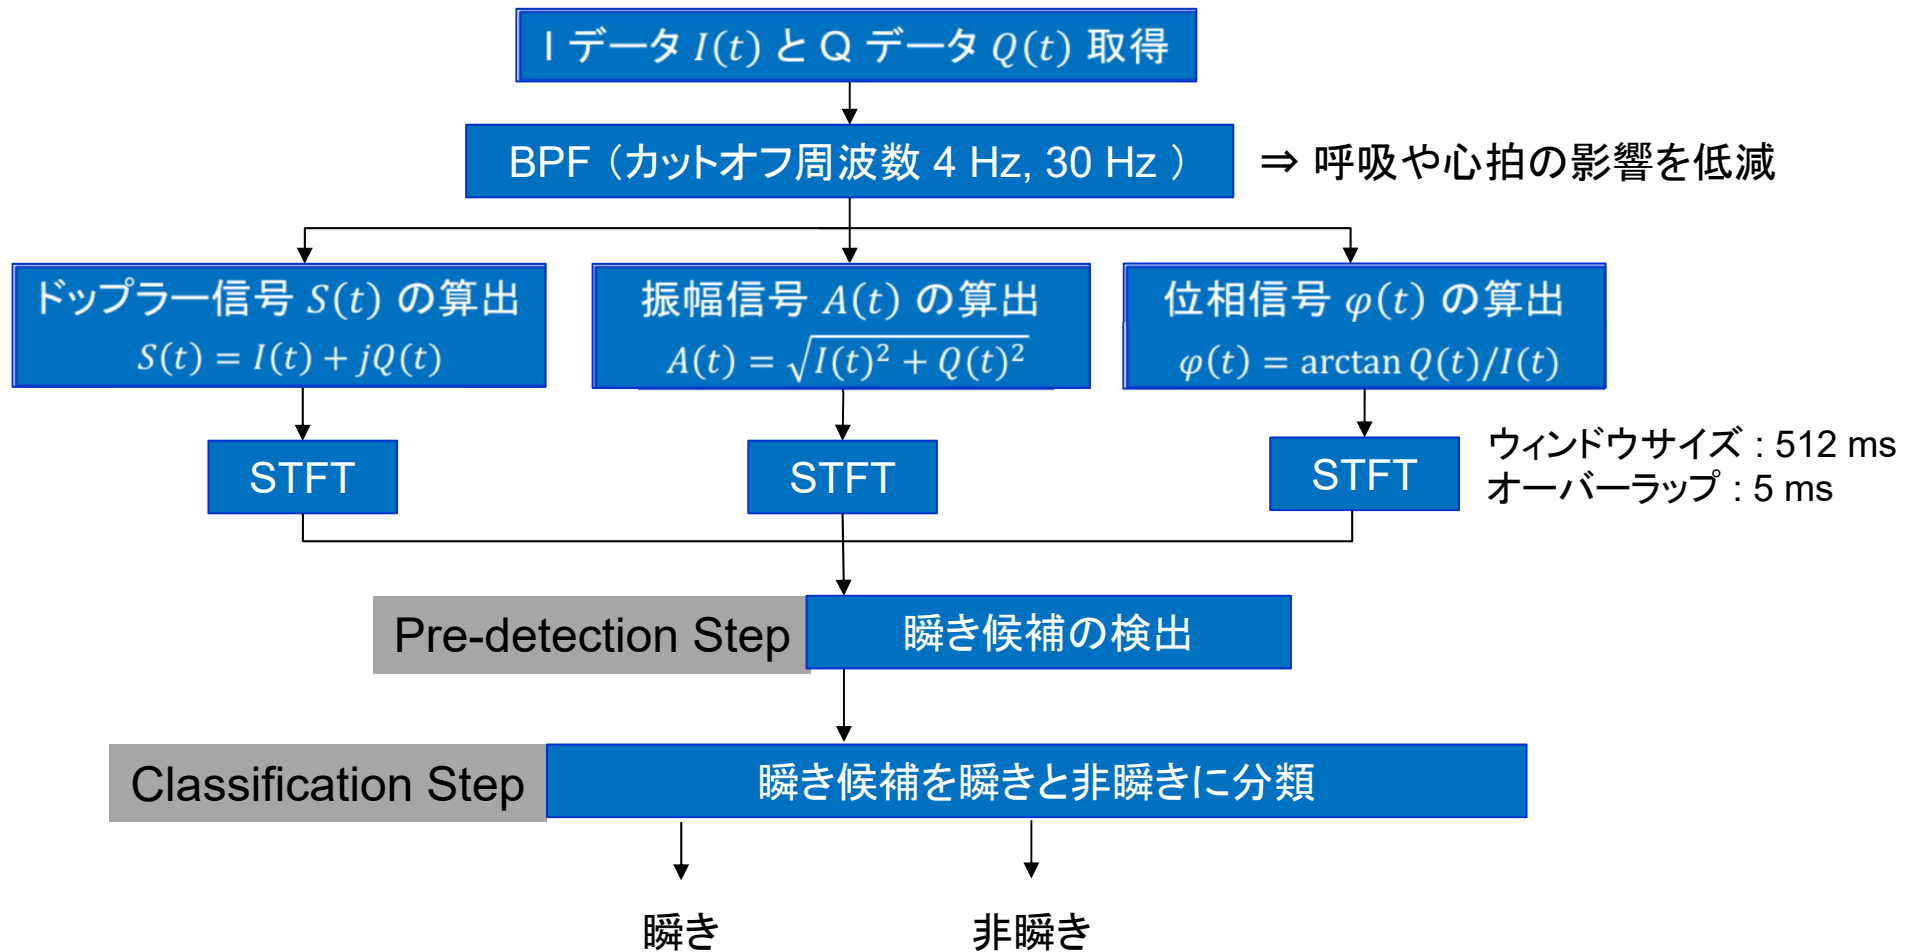 I データ I(t) と Q データ Q(t) 取得
BPF（カットオフ周波数 4 Hz, 30 Hz ）
⇒ 呼吸や心拍の影響を低減
ドップラー信号 S(t) の算出
S(t) = I(t) + jQ(t)
振幅信号 A(t) の算出
A(t) = √I(t)² + Q(t)²
位相信号 φ(t) の算出
φ(t) = arctan Q(t)/I(t)
STFT
STFT
STFT
ウィンドウサイズ : 512 ms
オーバーラップ : 5 ms
Pre-detection Step
瞬き候補の検出
Classification Step
瞬き候補を瞬きと非瞬きに分類
瞬き
非瞬き